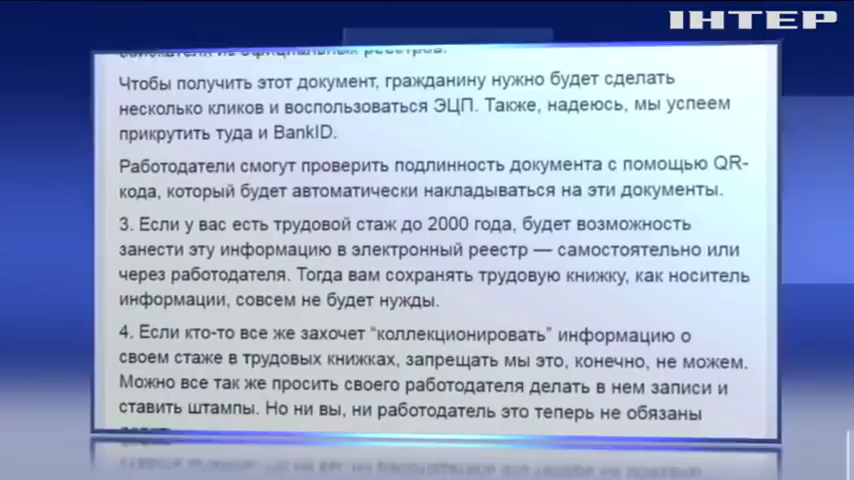 ІНТЕР
Чтобы получить этот документ, гражданину нужно будет сделать
несколько кликов и воспользоваться ЭЦП. Также, надеюсь, мы успеем
прикрутить туда и BankID.
Работодатели смогут проверить подлинность документа с помощью QR-
кода, который будет автоматически накладываться на эти документы.
3. Если у вас есть трудовой стаж до 2000 года, будет возможность
занести эту информацию в электронный реестр — самостоятельно или
через работодателя. Тогда вам сохранять трудовую книжку, как носитель
информации, совсем не будет нужды.
4. Если кто-то все же захочет “коллекционировать” информацию о
своем стаже в трудовых книжках, запрещать мы это, конечно, не можем.
Можно все так же просить своего работодателя делать в нем записи и
ставить штампы. Но ни вы, ни работодатель это теперь не обязаны